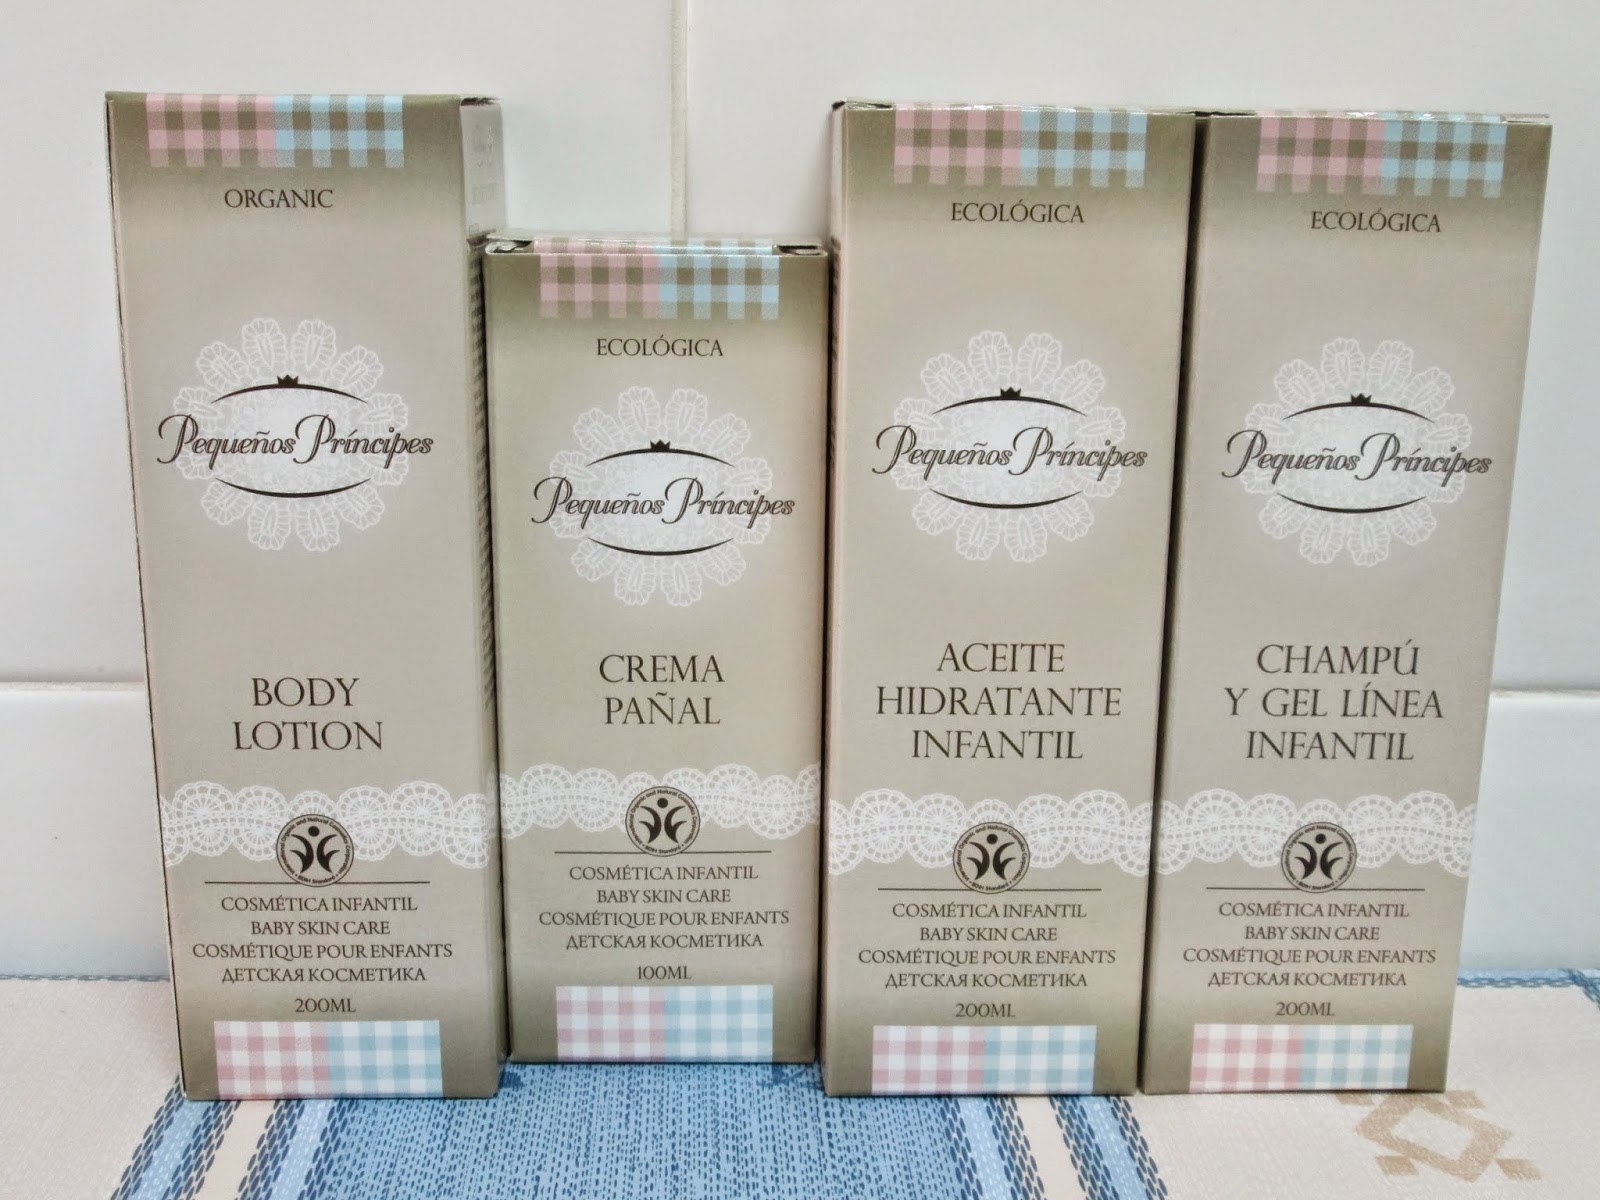 ORGANIC
Pequeños Príncipes
BODY
LOTION
COSMÉTICA INFANTIL
BABY SKIN CARE
COSMÉTIQUE POUR ENFANTS
ДЕТСКАЯ КОСМЕТИКА
200ML
ECOLÓGICA
Pequeños Príncipes
CREMA
PAÑAL
COSMÉTICA INFANTIL
BABY SKIN CARE
COSMÉTIQUE POUR ENFANTS
ДЕТСКАЯ КОСМЕТИКА
100ML
ECOLÓGICA
Pequeños Príncipes
ACEITE
HIDRATANTE
INFANTIL
COSMÉTICA INFANTIL
BABY SKIN CARE
COSMÉTIQUE POUR ENFANTS
ДЕТСКАЯ КОСМЕТИКА
200ML
ECOLÓGICA
Pequeños Príncipes
CHAMPÚ
Y GEL LÍNEA
INFANTIL
COSMÉTICA INFANTIL
BABY SKIN CARE
COSMÉTIQUE POUR ENFANTS
ДЕТСКАЯ КОСМЕТИКА
200ML